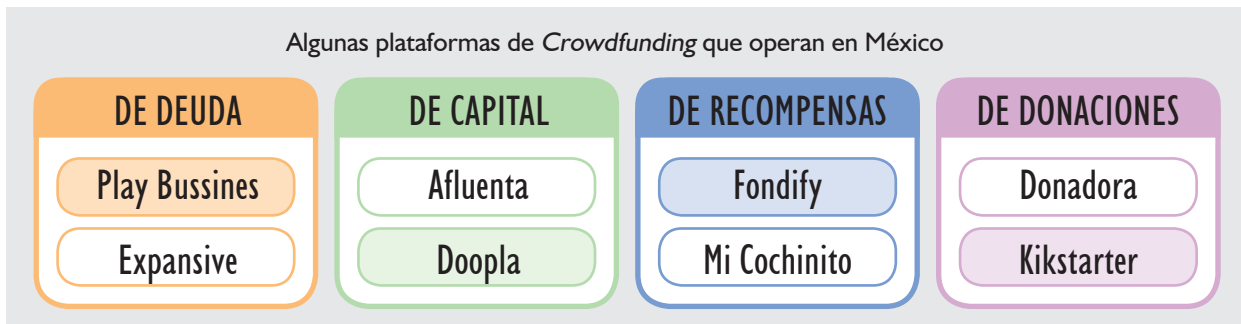 Algunas plataformas de Crowdfunding que operan en México
DE DEUDA
Play Bussines
Expansive
DE CAPITAL
Afluenta
Doopla
DE RECOMPENSAS
Fondify
Mi Cochinito
DE DONACIONES
Donadora
Kikstarter